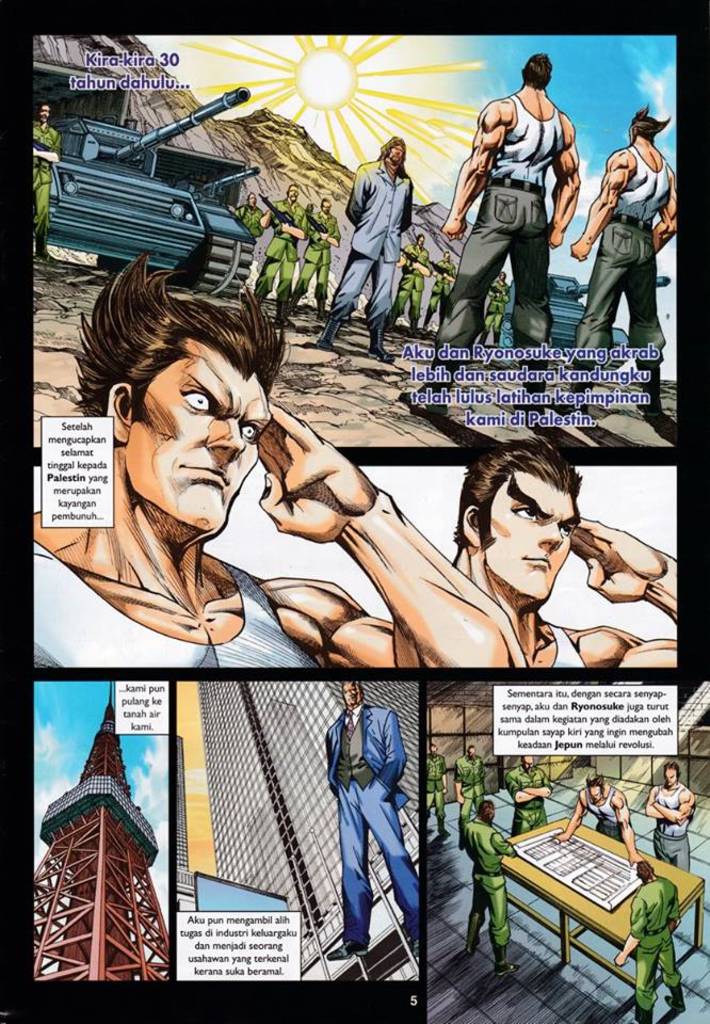 Kira-kira 30
tahun dahulu...
Aku dan Ryonosuke yang akrab
lebih dan saudara kandungku
telah lulus latihan kepimpinan
kami di Palestin.
Setelah
mengucapkan
selamat
tinggal kepada
Palestin yang
merupakan
kayangan
pembunuh...
...kami pun
pulang ke
tanah air
kami.
Aku pun mengambil alih
tugas di industri keluargaku
dan menjadi seorang
usahawan yang terkenal
kerana suka beramal.
Sementara itu, dengan secara senyap-
senyap, aku dan Ryonosuke juga turut
sama dalam kegiatan yang diadakan oleh
kumpulan sayap kiri yang ingin mengubah
keadaan Jepun melalui revolusi.
5